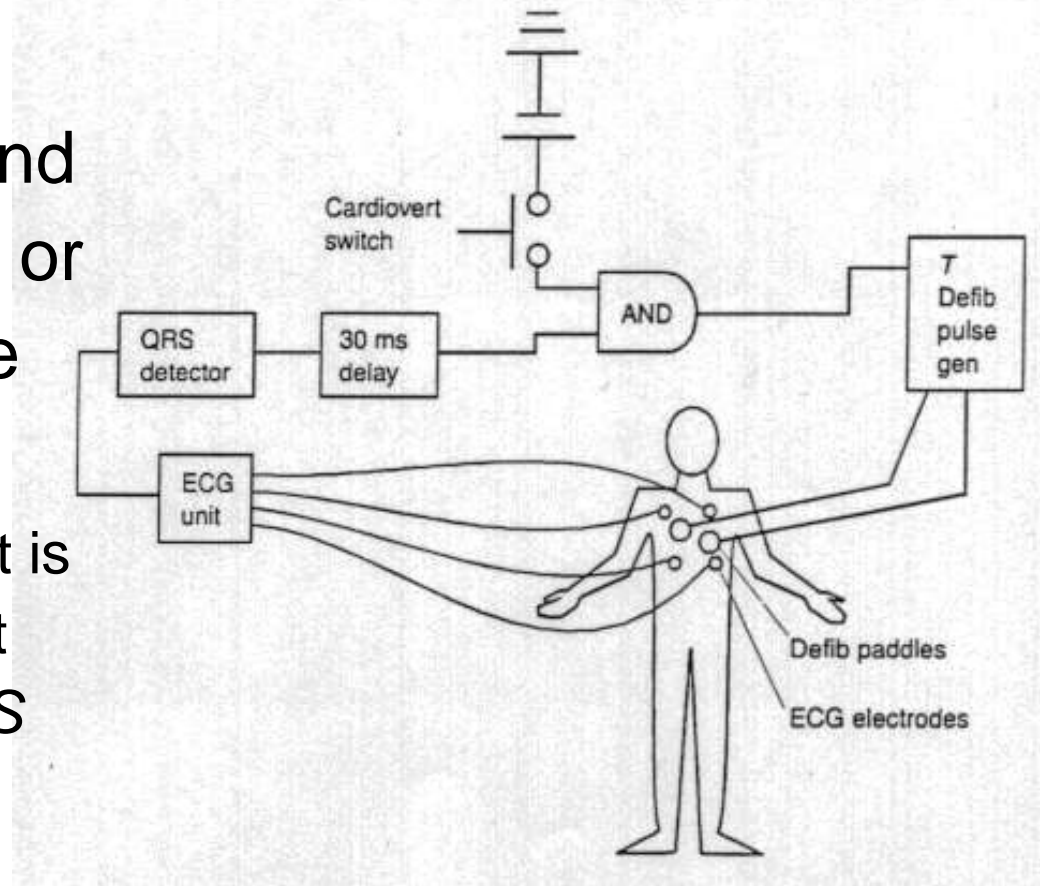 nd
or
e
t is
t
S
Cardiovert
switch
AND
T
Defib
pulse
gen
QRS
detector
30 ms
delay
ECG
unit
Defib paddles
ECG electrodes